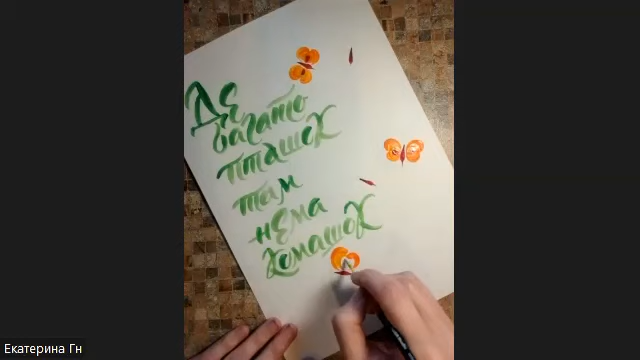 Де
багато
пташок
там
нема
комашок
Екатерина Гн